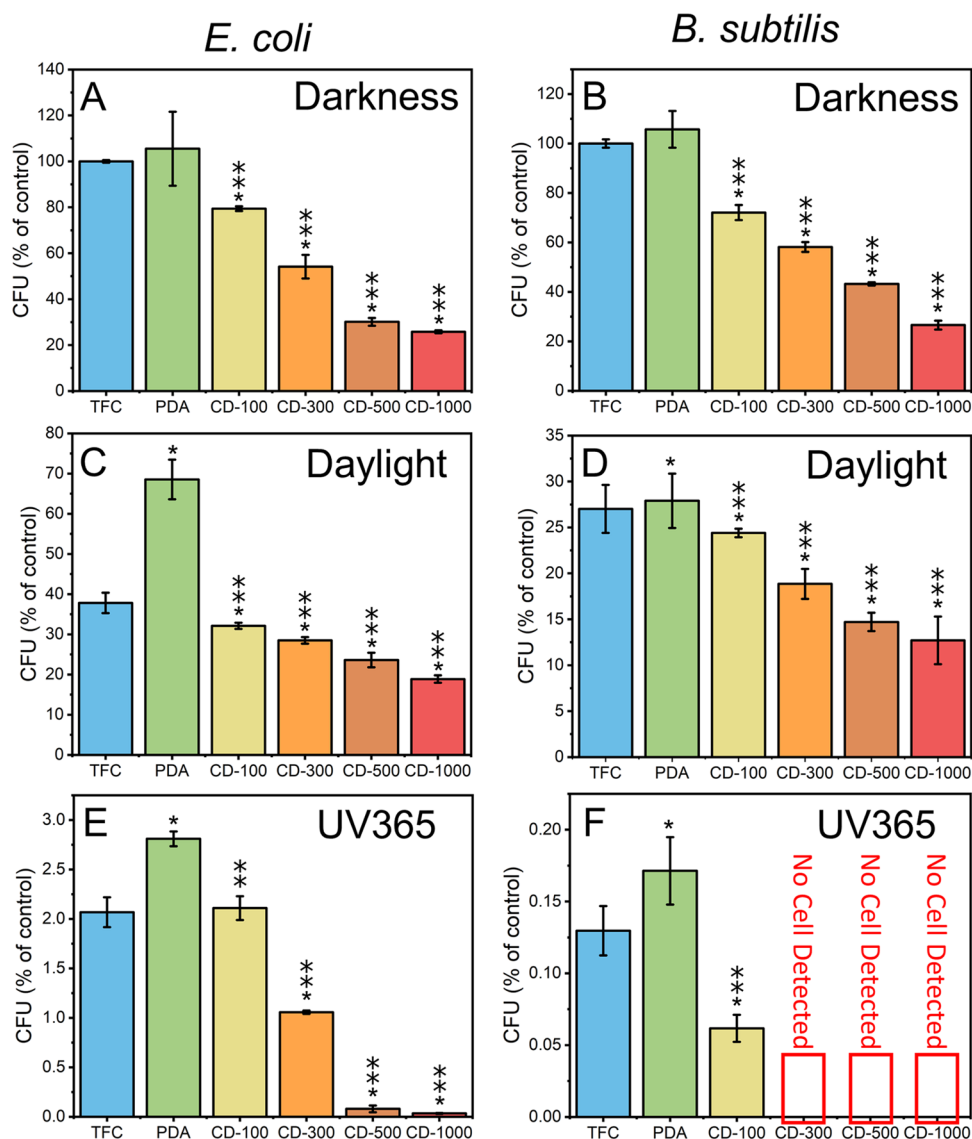 E. coli
B. subtilis
A
Darkness
CFU (% of control)
140
120
100
80
60
40
20
0
***
***
***
***
TFC
PDA
CD-100
CD-300
CD-500
CD-1000
B
Darkness
CFU (% of control)
120
100
80
60
40
20
0
***
***
***
***
TFC
PDA
CD-100
CD-300
CD-500
CD-1000
C
Daylight
CFU (% of control)
80
70
60
50
40
30
20
10
0
*
***
***
***
***
TFC
PDA
CD-100
CD-300
CD-500
CD-1000
D
Daylight
CFU (% of control)
35
30
25
20
15
10
5
0
*
***
***
***
***
TFC
PDA
CD-100
CD-300
CD-500
CD-1000
E
UV365
CFU (% of control)
3.0
2.5
2.0
1.5
1.0
0.5
0.0
*
**
***
***
***
TFC
PDA
CD-100
CD-300
CD-500
CD-1000
F
UV365
CFU (% of control)
0.20
0.15
0.10
0.05
0.00
*
***
No Cell Detected
No Cell Detected
No Cell Detected
TFC
PDA
CD-100
CD-300
CD-500
CD-1000